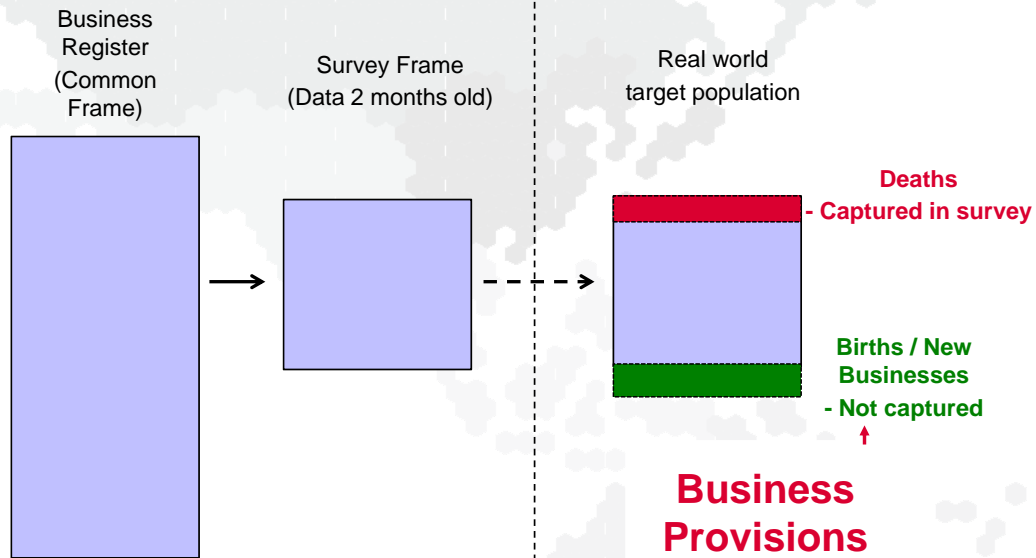 Business
Register
(Common
Frame)
Survey Frame
(Data 2 months old)
Real world
target population
Deaths
- Captured in survey
Births / New
Businesses
- Not captured
Business
Provisions